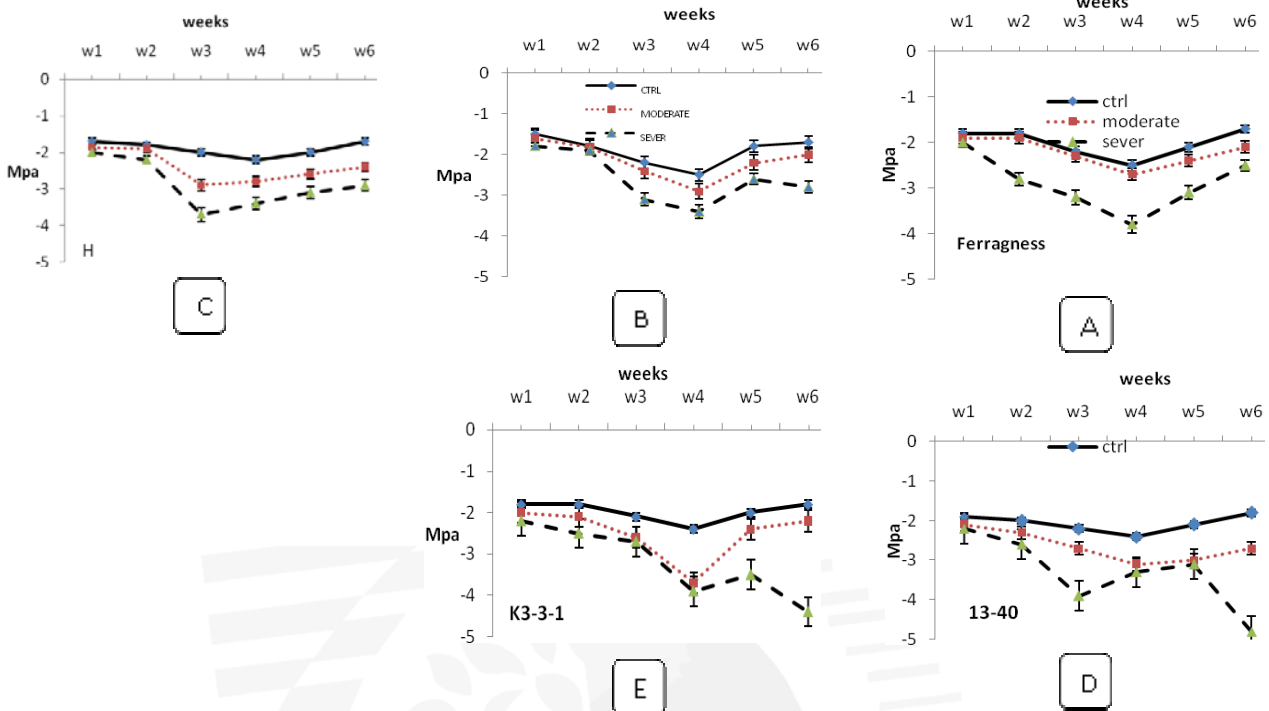 weeks
w1 w2 w3 w4 w5 w6
0
-1
-2
-3
-4
-5
Mpa
H
C
weeks
w1 w2 w3 w4 w5 w6
0
-1
-2
-3
-4
-5
Mpa
CTRL
MODERATE
SEVER
B
weeks
w1 w2 w3 w4 w5 w6
0
-1
-2
-3
-4
-5
Mpa
ctrl
moderate
sever
Ferragness
A
weeks
w1 w2 w3 w4 w5 w6
0
-1
-2
-3
-4
-5
Mpa
K3-3-1
E
weeks
w1 w2 w3 w4 w5 w6
0
-1
-2
-3
-4
-5
Mpa
ctrl
13-40
D